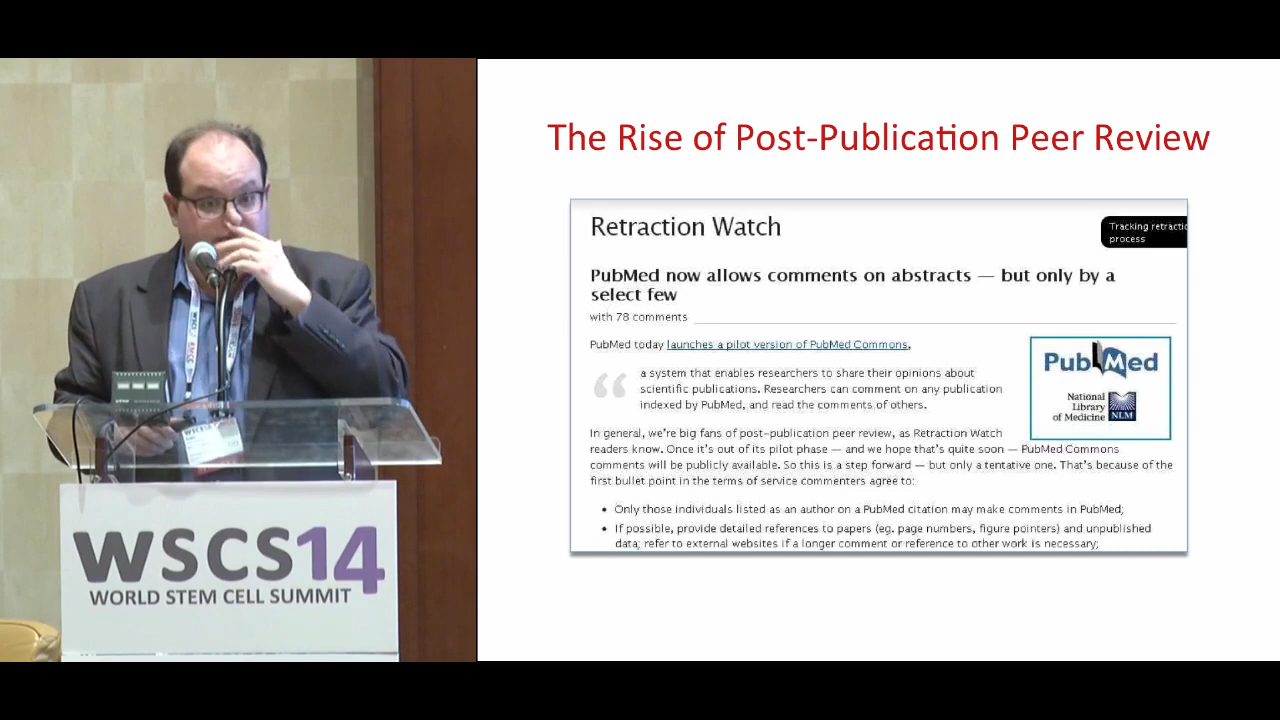 The Rise of Post-Publication Peer Review
Retraction Watch
Tracking retractio
process
PubMed now allows comments on abstracts — but only by a
select few
with 78 comments
PubMed today launches a pilot version of PubMed Commons,
“ a system that enables researchers to share their opinions about
scientific publications. Researchers can comment on any publication
indexed by PubMed, and read the comments of others.
PubMed
National
Library
of Medicine NLM
In general, we're big fans of post-publication peer review, as Retraction Watch
readers know. Once it's out of its pilot phase — and we hope that's quite soon — PubMed Commons
comments will be publicly available. So this is a step forward — but only a tentative one. That's because of the
first bullet point in the terms of service commenters agree to:
• Only those individuals listed as an author on a PubMed citation may make comments in PubMed;
• If possible, provide detailed references to papers (eg. page numbers, figure pointers) and unpublished
data; refer to external websites if a longer comment or reference to other work is necessary;
WSCS14
WORLD STEM CELL SUMMIT